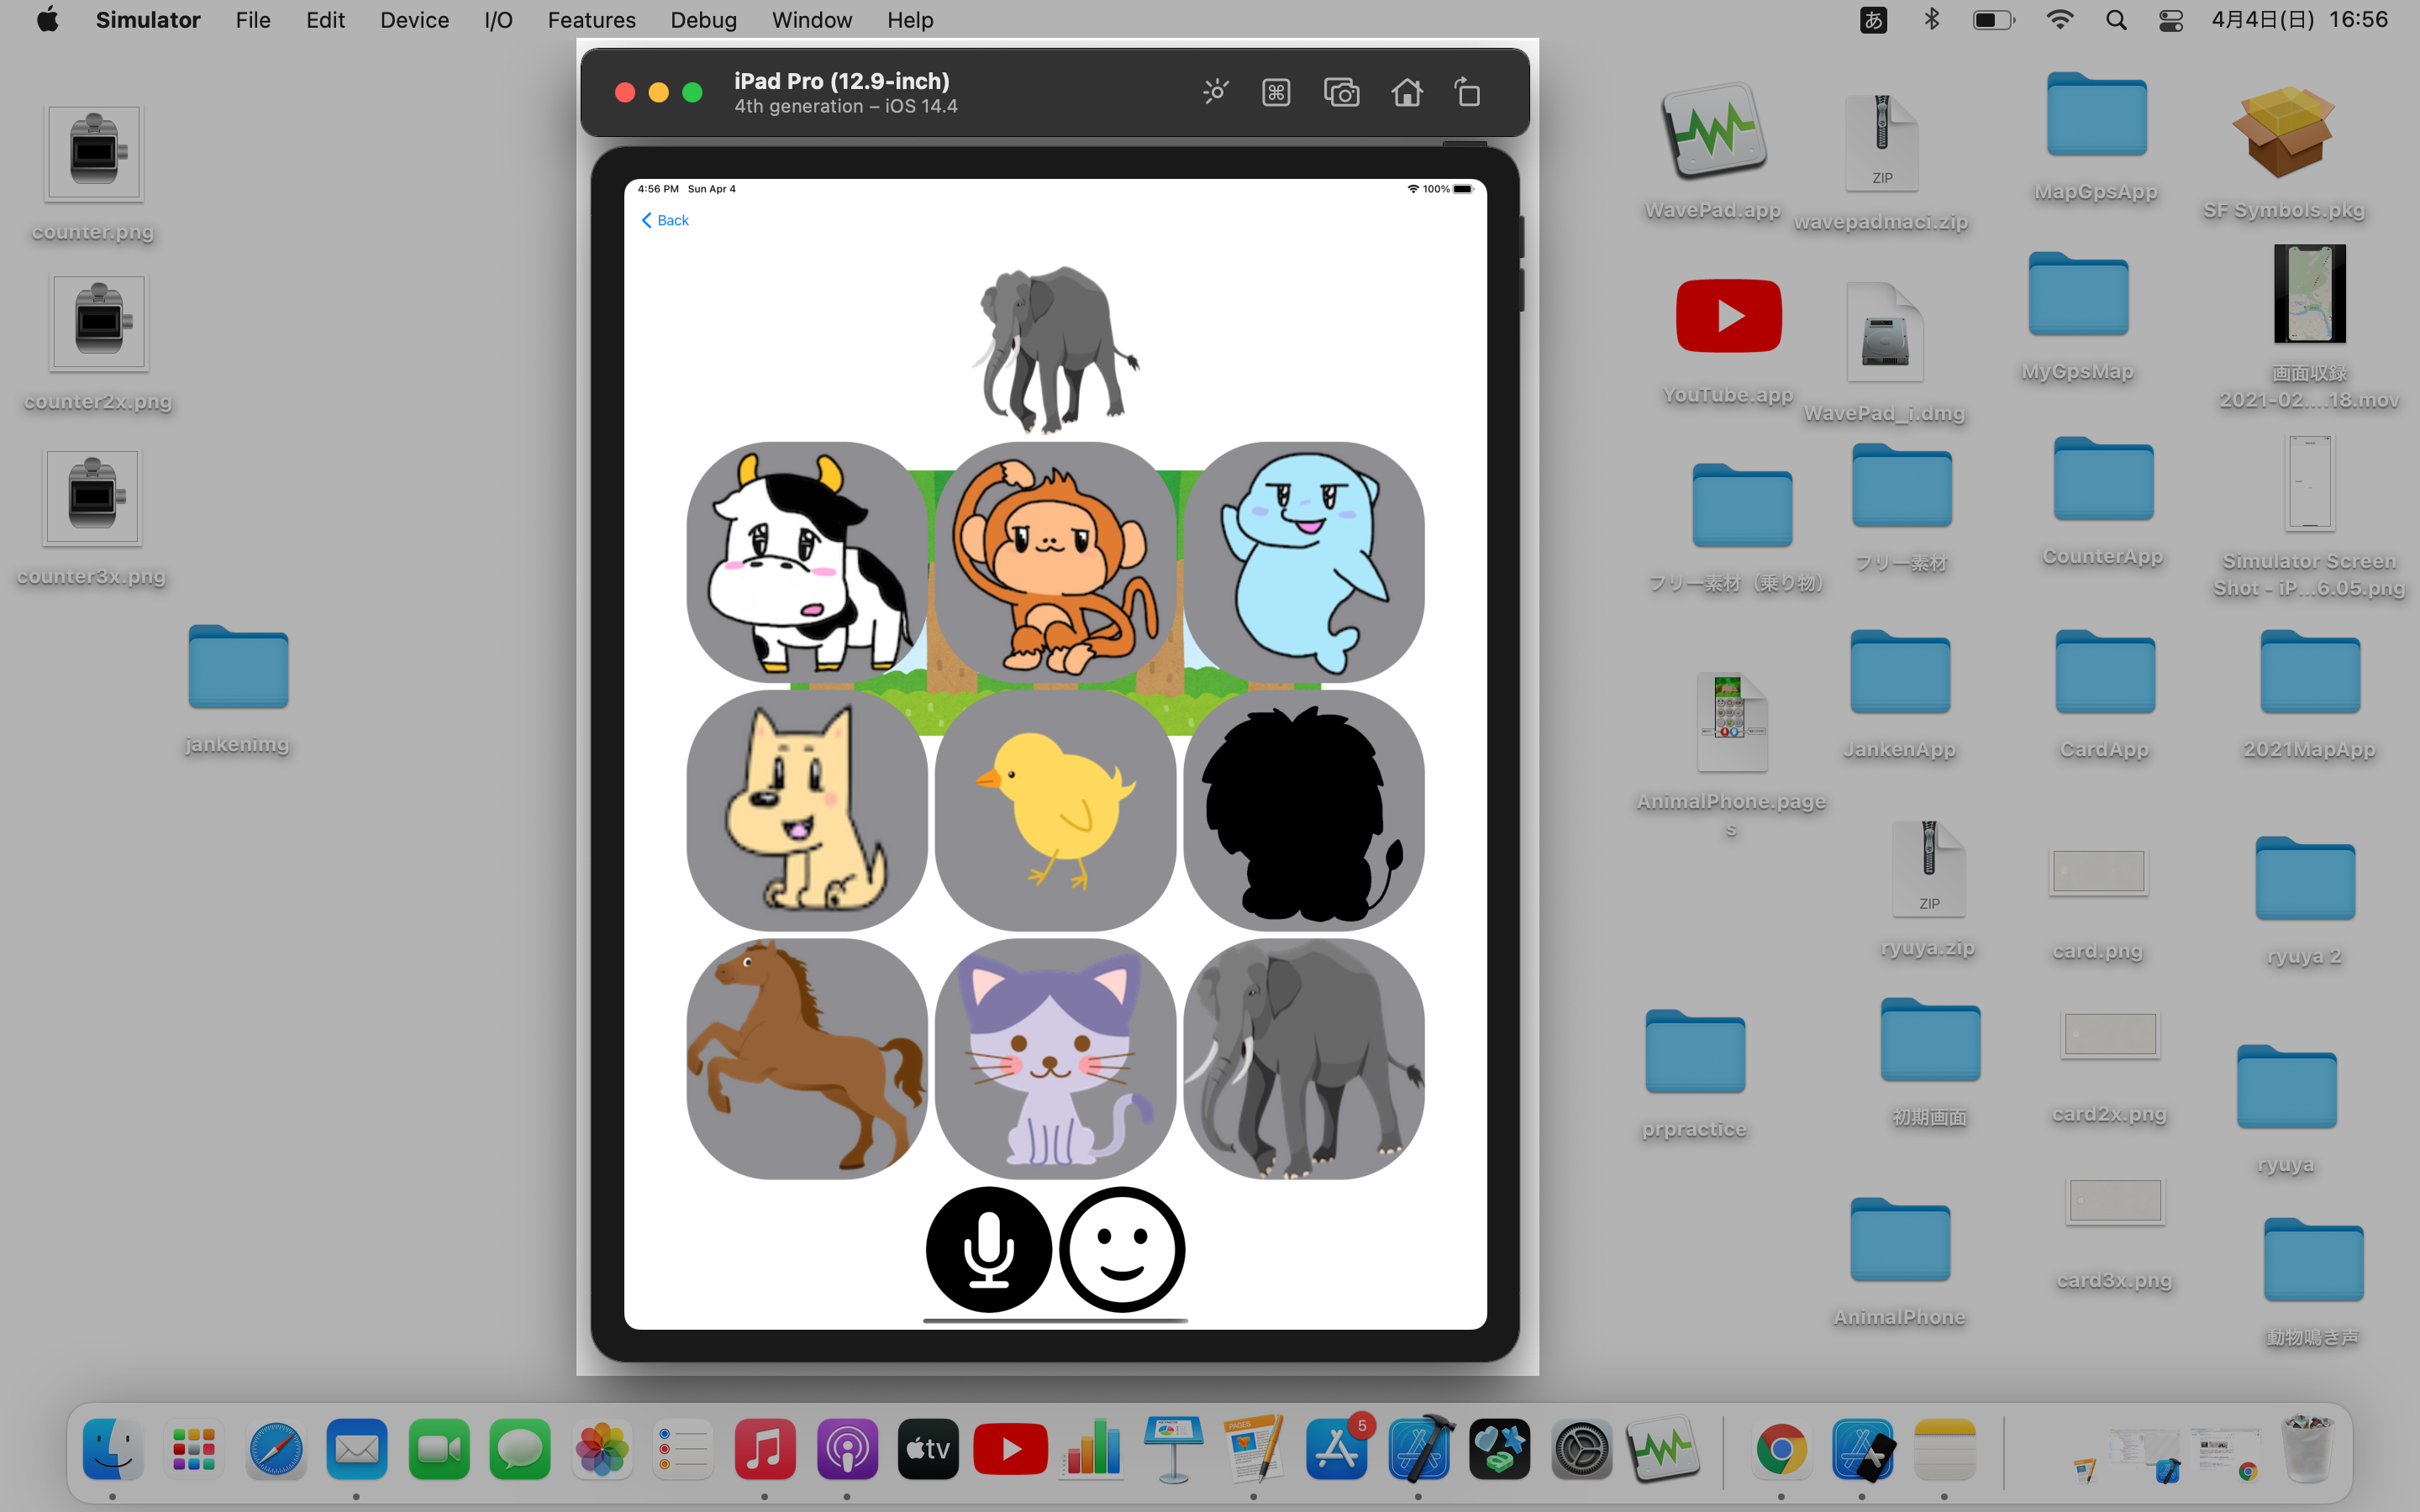 Simulator File Edit Device I/O Features Debug Window Help
あ
4月4日(日) 16:56
iPad Pro (12.9-inch)
4th generation – iOS 14.4
4:56 PM Sun Apr 4
100%
Back
counter.png
counter2x.png
counter3x.png
jankenimg
WavePad.app
ZIP
wavepadmaci.zip
MapGpsApp
SF Symbols.pkg
YouTube.app
WavePad_i.dmg
MyGpsMap
画面収録
2021-02....18.mov
フリー素材（乗り物）
フリー素材
CounterApp
Simulator Screen
Shot - iP...6.05.png
AnimalPhone.page
s
JankenApp
CardApp
2021MapApp
ZIP
ryuya.zip
card.png
ryuya 2
prpractice
初期画面
card2x.png
ryuya
AnimalPhone
card3x.png
動物鳴き声
tv
PAGES
5